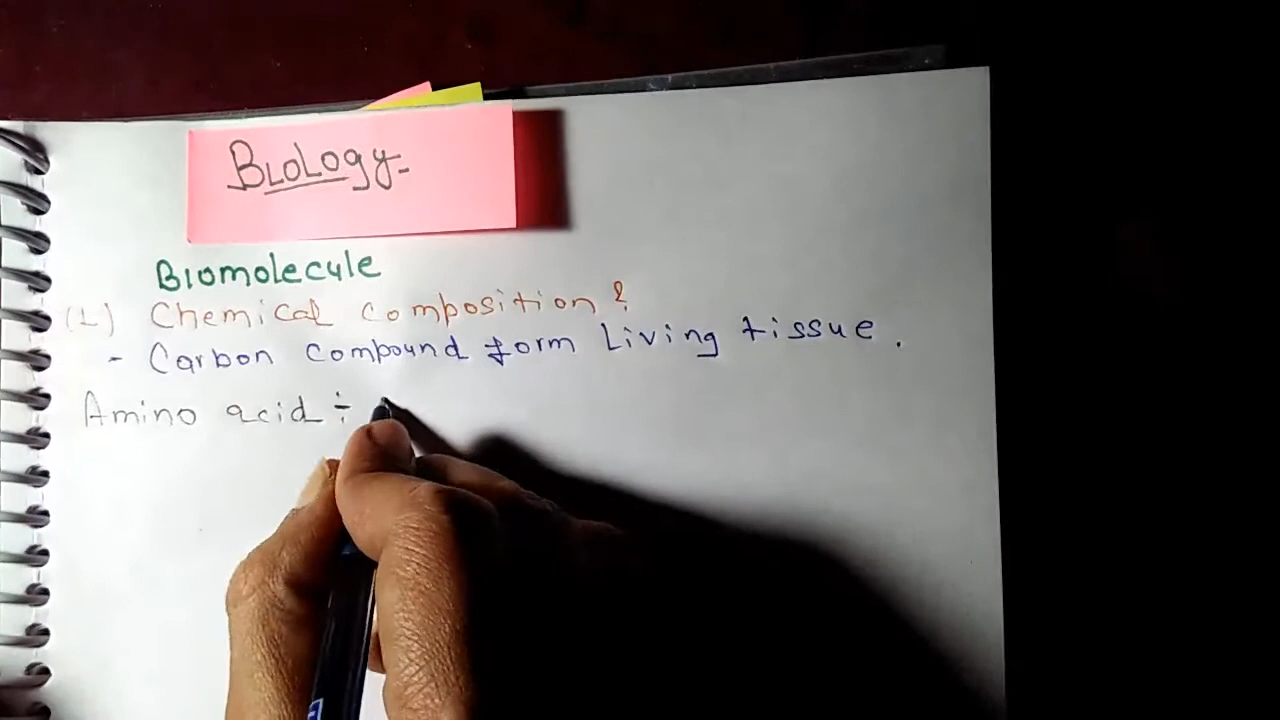 Biology-
Biomolecule
(1) Chemical composition?
- Carbon compound form Living tissue.
Amino acid ÷